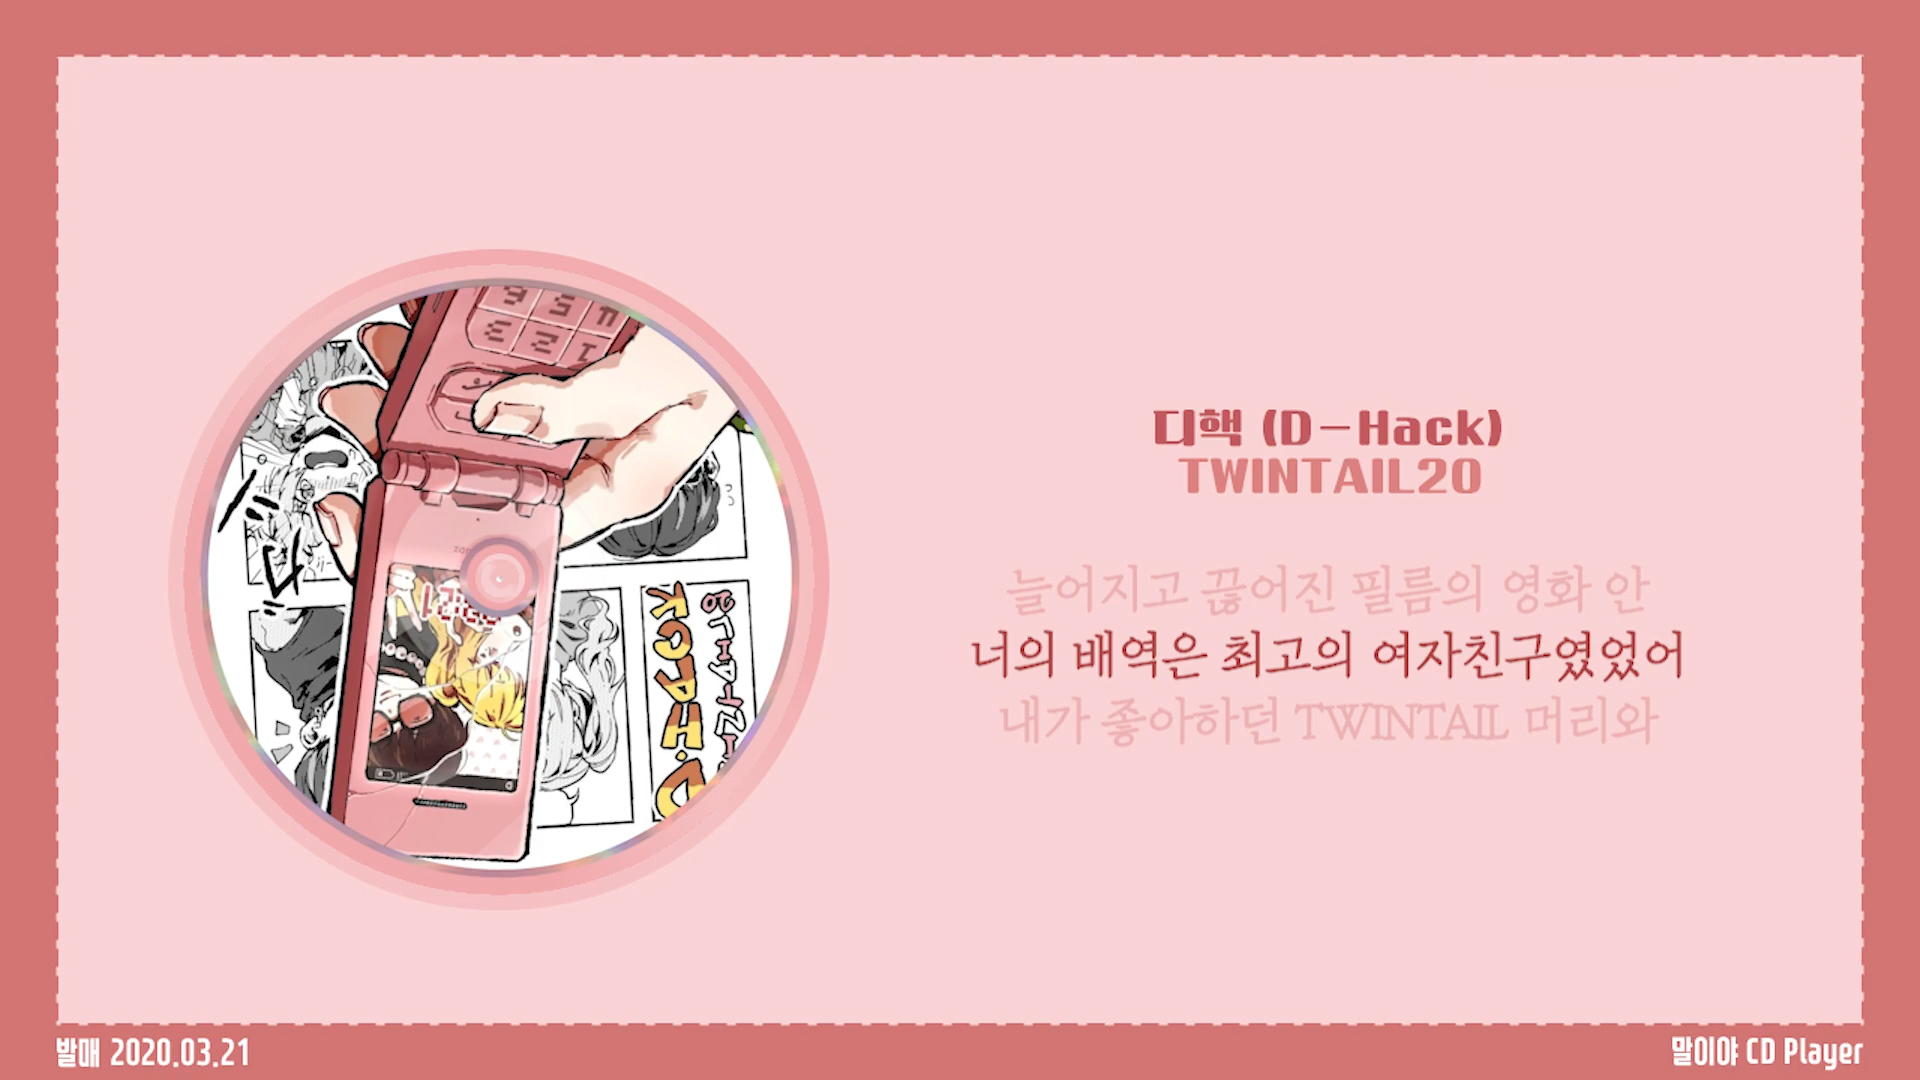 디핵 (D-Hack)
TWINTAIL20
늘어지고 끊어진 필름의 영화 안
너의 배역은 최고의 여자친구였었어
내가 좋아하던 TWINTAIL 머리와
발매 2020.03.21
말이야 CD Player